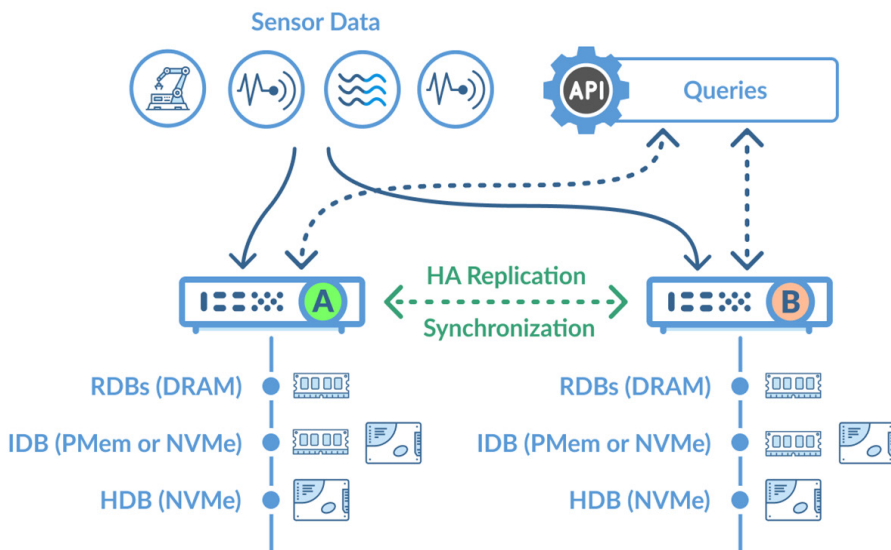 Sensor Data
API
Queries
HA Replication
Synchronization
A
B
RDBs (DRAM)
IDB (PMem or NVMe)
HDB (NVMe)
RDBs (DRAM)
IDB (PMem or NVMe)
HDB (NVMe)